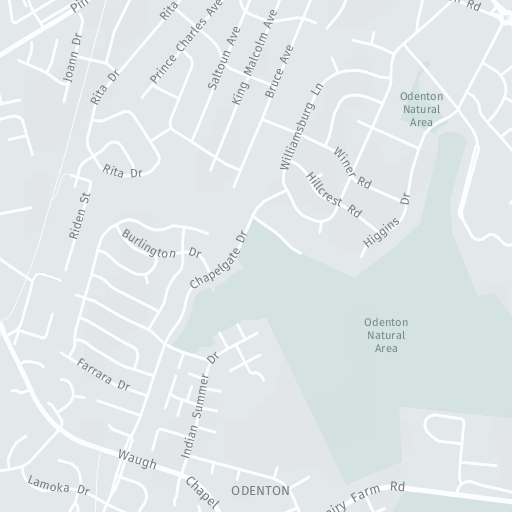 Rita
Prince Charles Ave
Joann Dr
Rita Dr
Saltoun Ave
King Malcolm Ave
Bruce Ave
Rd
Odenton
Natural
Area
Williamsburg Ln
Winer Rd
Hillcrest Rd
Higgins Dr
Rita Dr
Riden St
Burlington Dr
Chapelgate Dr
Odenton
Natural
Area
Farrara Dr
Indian Summer Dr
Waugh Chapel
Lamoka Dr
ODENTON
Farm Rd